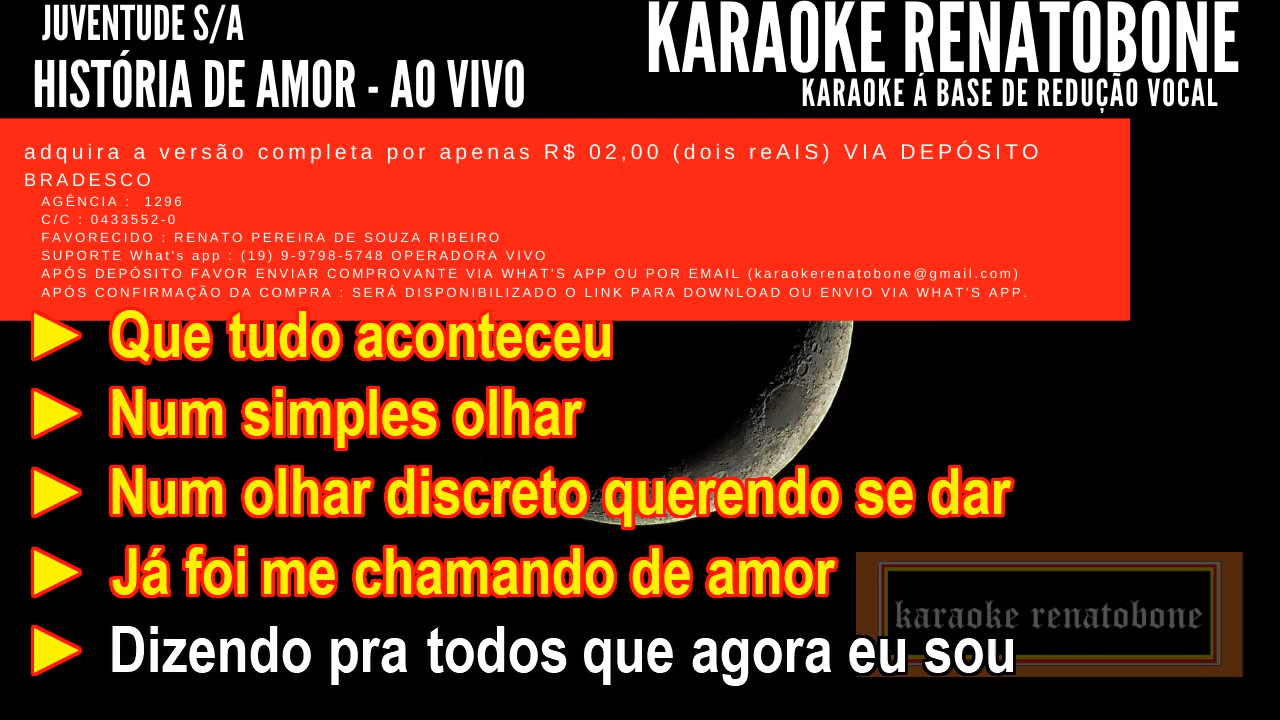 JUVENTUDE S/A
HISTÓRIA DE AMOR - AO VIVO
KARAOKE RENATOBONE
KARAOKE Á BASE DE REDUÇÃO VOCAL
adquira a versão completa por apenas R$ 02,00 (dois reAIS) VIA DEPÓSITO
BRADESCO
AGÊNCIA : 1296
C/C : 0433552-0
FAVORECIDO : RENATO PEREIRA DE SOUZA RIBEIRO
SUPORTE What's app : (19) 9-9798-5748 OPERADORA VIVO
APÓS DEPÓSITO FAVOR ENVIAR COMPROVANTE VIA WHAT'S APP OU POR EMAIL (karaokerenatobone@gmail.com)
APÓS CONFIRMAÇÃO DA COMPRA : SERÁ DISPONIBILIZADO O LINK PARA DOWNLOAD OU ENVIO VIA WHAT'S APP.
Que tudo aconteceu
Num simples olhar
Num olhar discreto querendo se dar
Já foi me chamando de amor
karaoke renatobone
Dizendo pra todos que agora eu sou